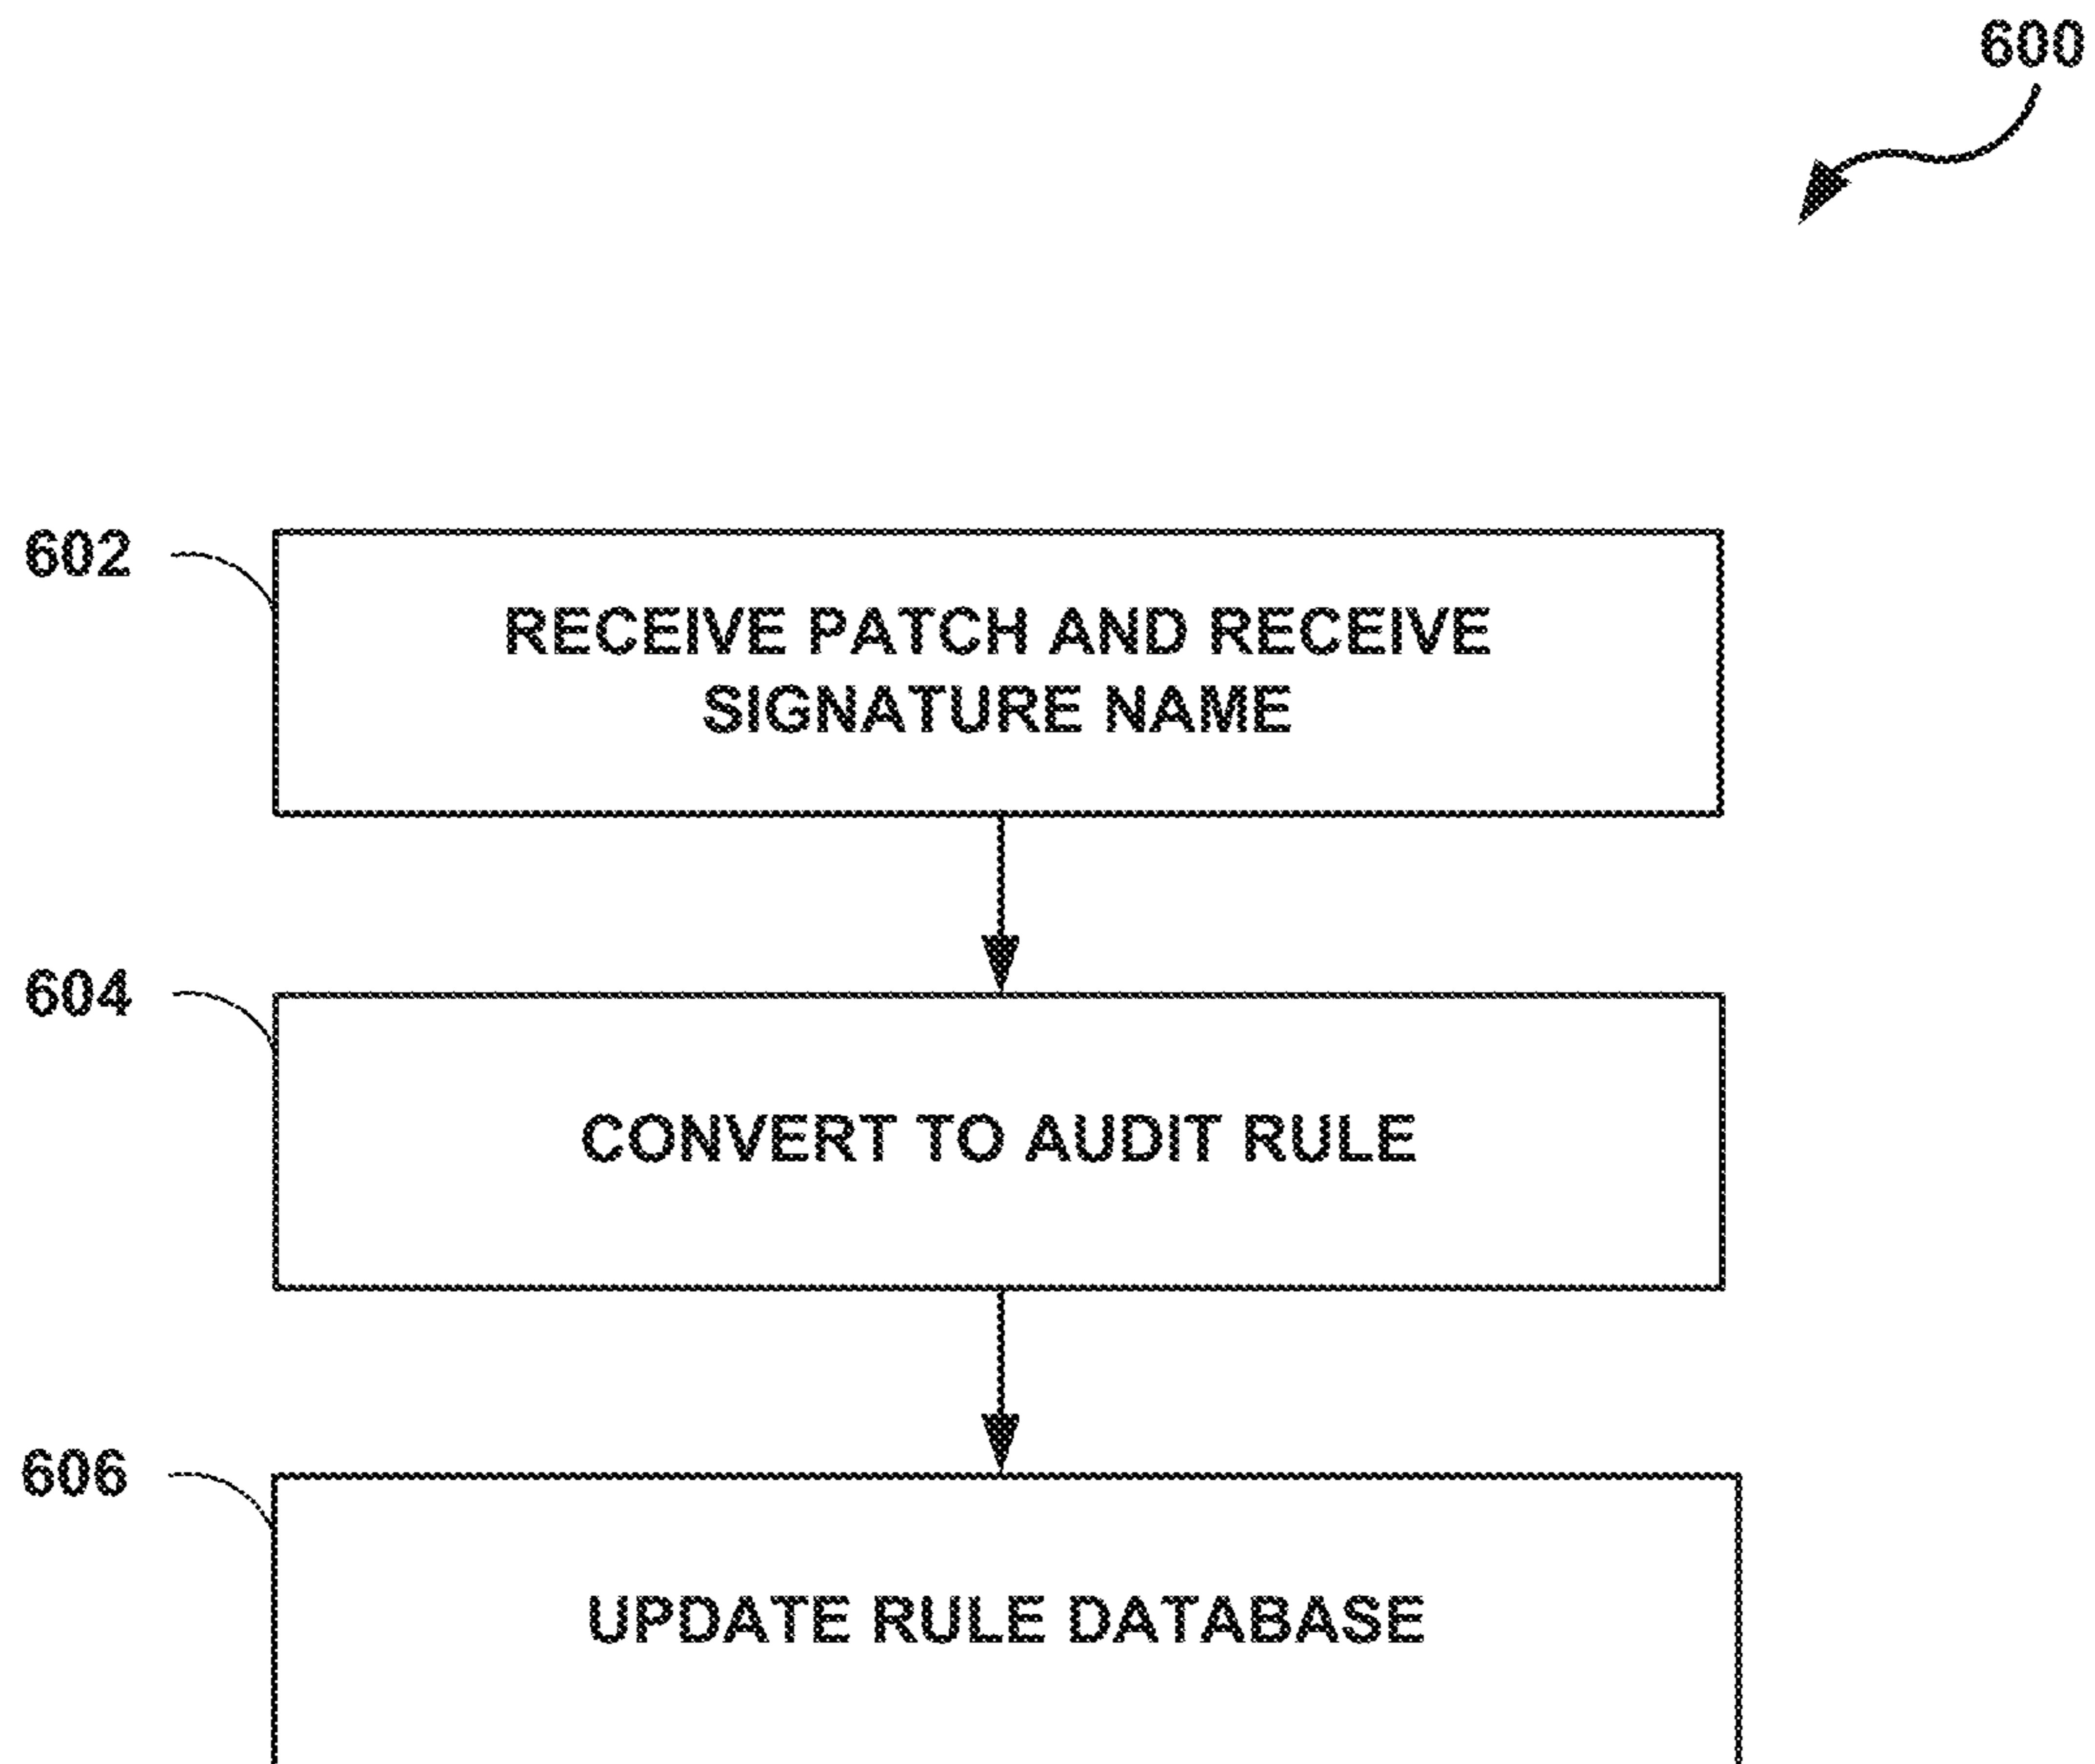 600
602
RECEIVE PATCH AND RECEIVE
SIGNATURE NAME
604
CONVERT TO AUDIT RULE
606
UPDATE RULE DATABASE